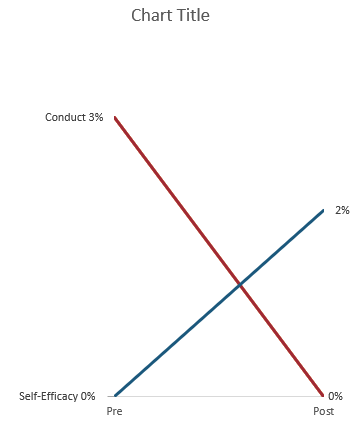 Chart Title
Conduct 3%
2%
Self-Efficacy 0%
0%
Pre
Post